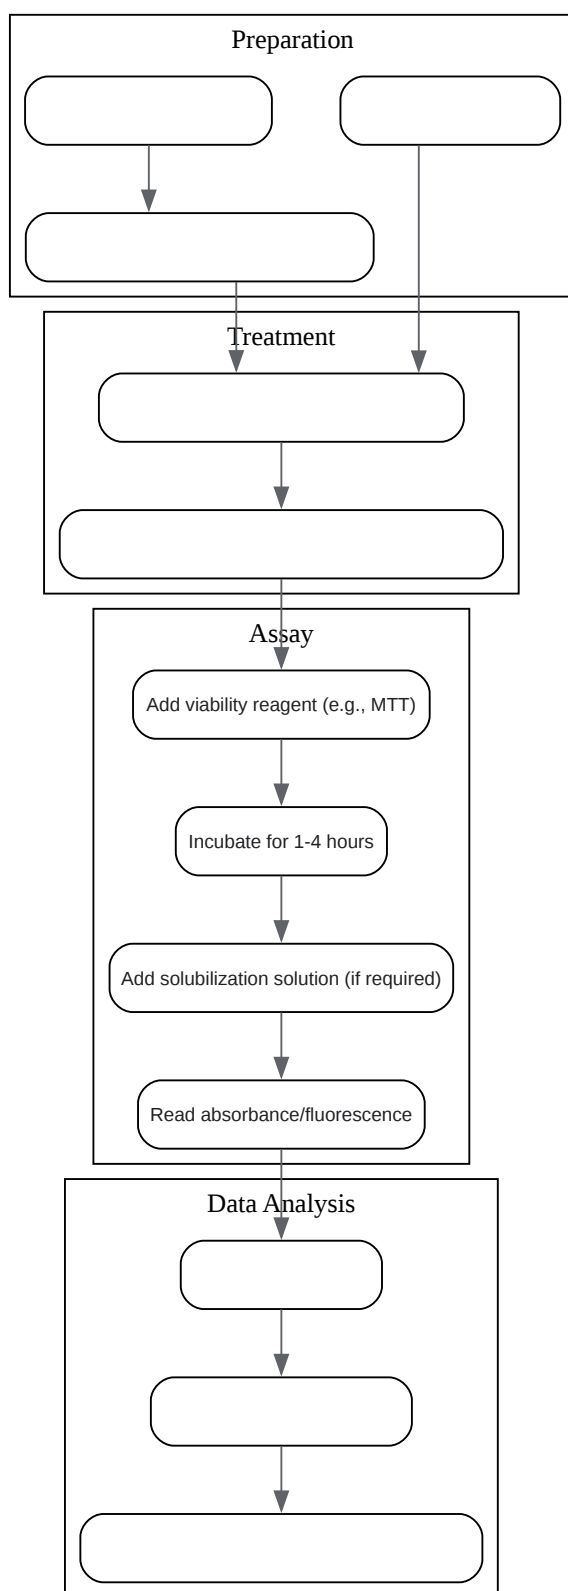 Preparation
Treatment
Assay
Add viability reagent (e.g., MTT)
Incubate for 1-4 hours
Add solubilization solution (if required)
Read absorbance/fluorescence
Data Analysis